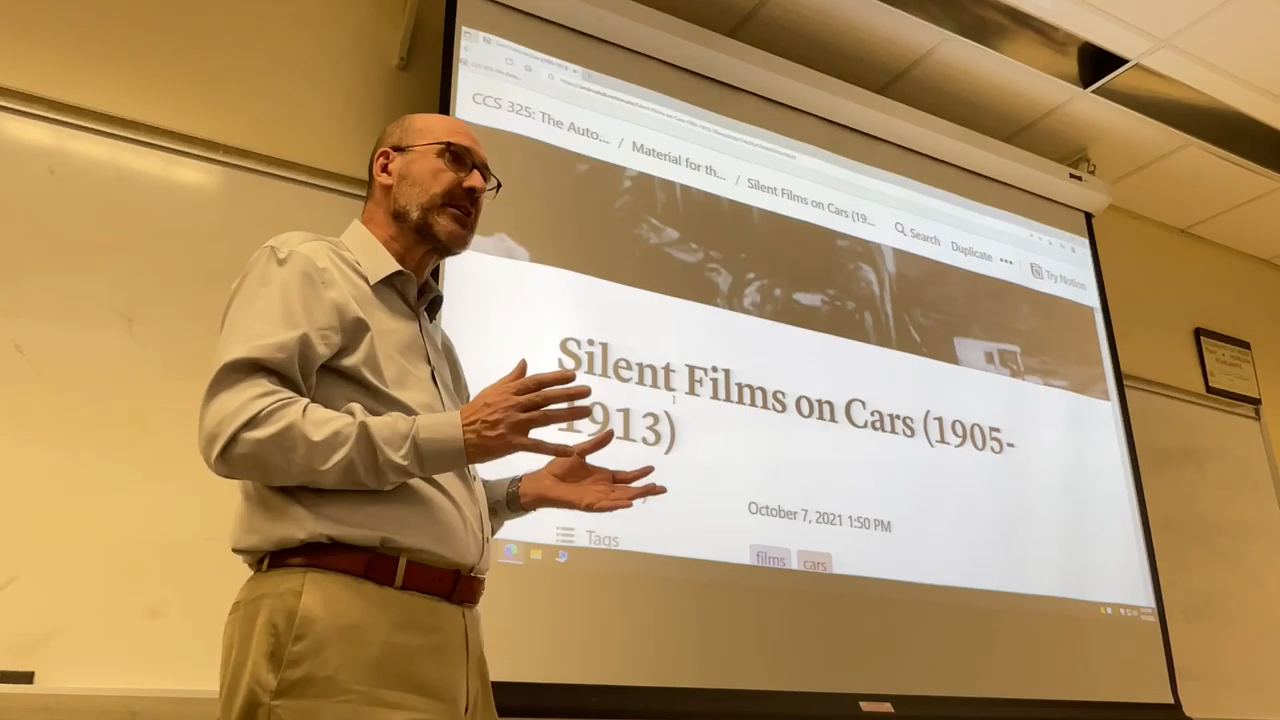 CCS 325: The Auto... / Material for th... / Silent Films on Cars (19...
Search Duplicate ••• Try Notion
Silent Films on Cars (1905-
1913)
October 7, 2021 1:50 PM
Tags films cars